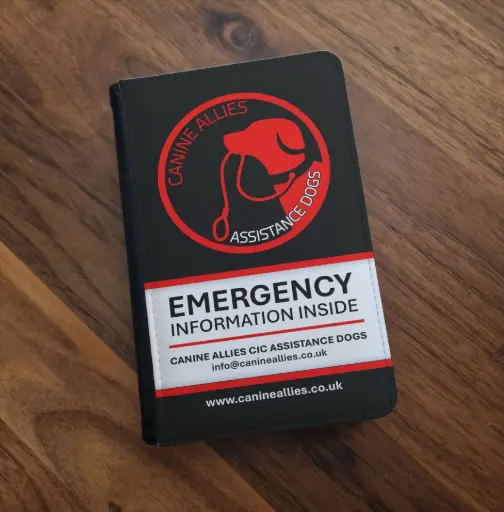 CANINE ALLIES
ASSISTANCE DOGS
EMERGENCY
INFORMATION INSIDE
CANINE ALLIES CIC ASSISTANCE DOGS
info@canineallies.co.uk
www.canineallies.co.uk